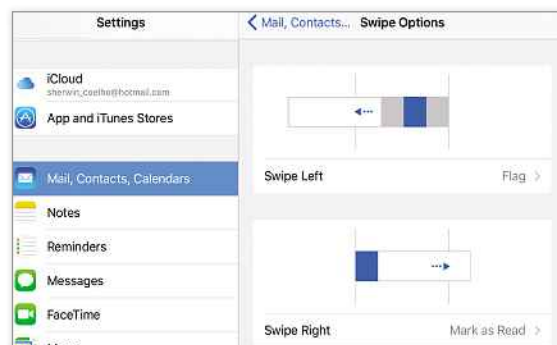 Settings
iCloud
sherwin_coelho@hotmail.com
App and iTunes Stores
Mail, Contacts, Calendars
Notes
Reminders
Messages
FaceTime
Mail, Contacts... Swipe Options
Swipe Left Flag
Swipe Right Mark as Read